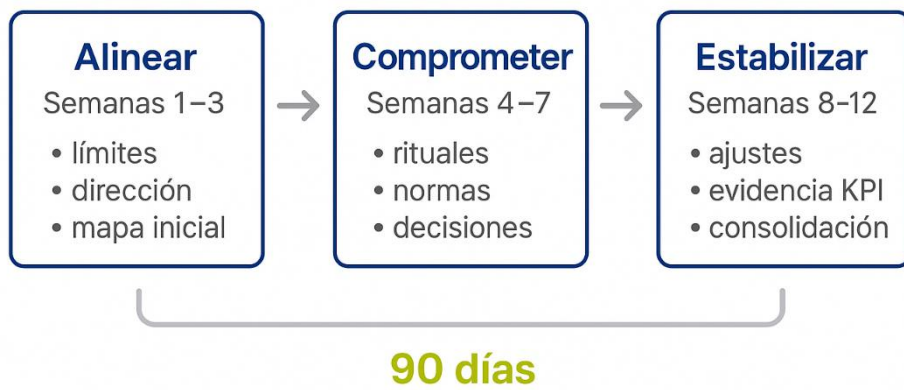 Alinear
Semanas 1–3
• límites
• dirección
• mapa inicial
Comprometer
Semanas 4–7
• rituales
• normas
• decisiones
Estabilizar
Semanas 8-12
• ajustes
• evidencia KPI
• consolidación
90 días